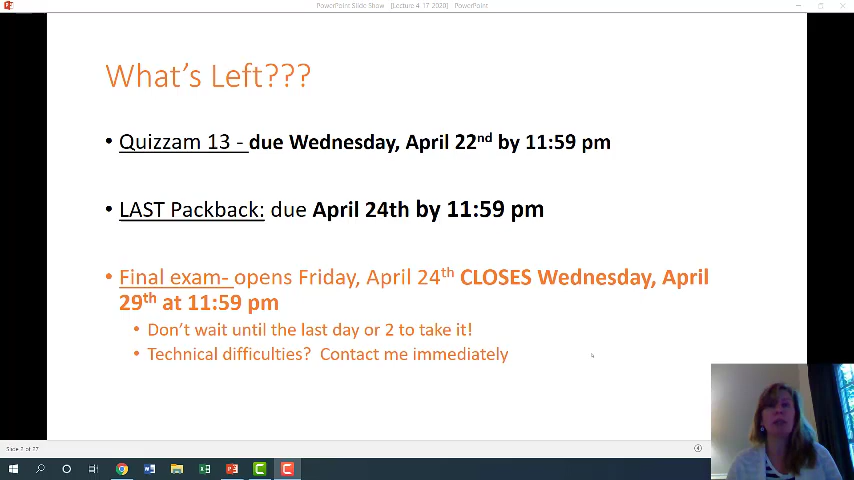 PowerPoint Slide Show - [Lecture 4-17-2020] - PowerPoint
What's Left???
• Quizzam 13 - due Wednesday, April 22nd by 11:59 pm
• LAST Packback: due April 24th by 11:59 pm
• Final exam- opens Friday, April 24th CLOSES Wednesday, April
29th at 11:59 pm
• Don't wait until the last day or 2 to take it!
• Technical difficulties? Contact me immediately
Slide 2 of 27